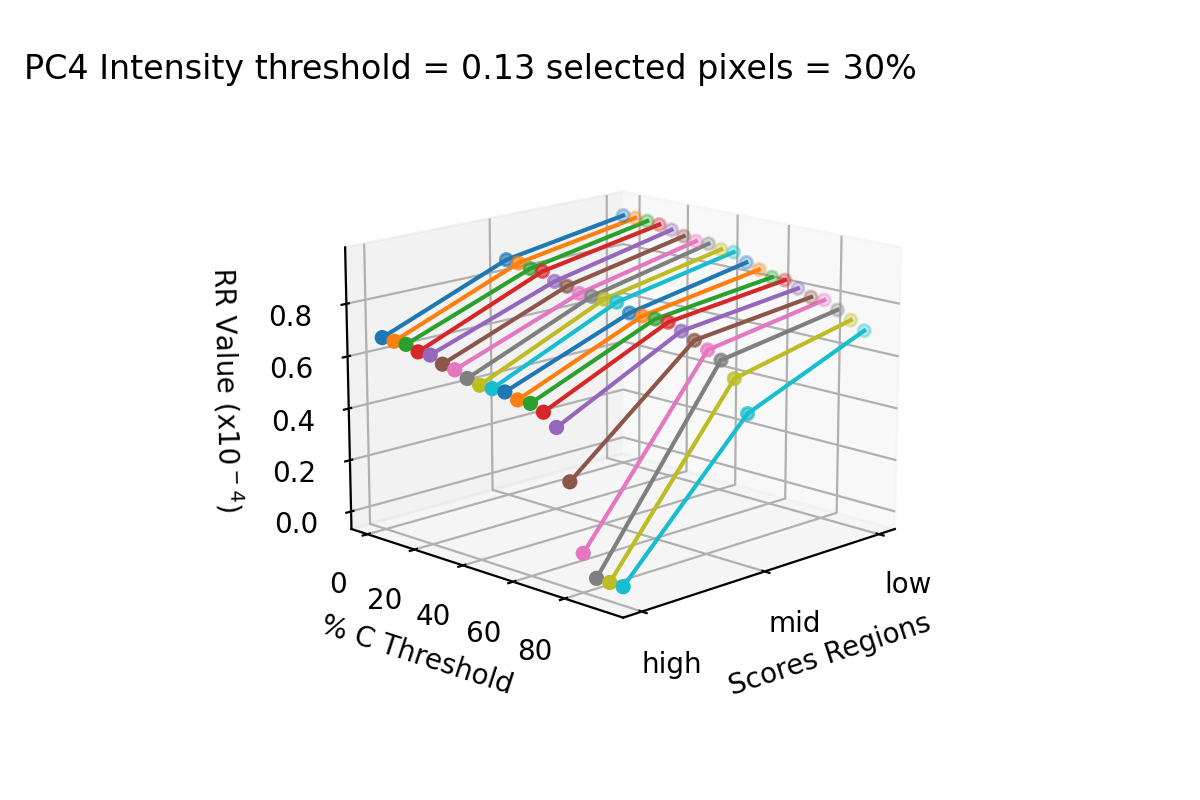 PC4 Intensity threshold = 0.13 selected pixels = 30%
RR Value (x10⁻⁴)
0.8
0.6
0.4
0.2
0.0
0
20
40
60
80
% C Threshold
high
mid
low
Scores Regions